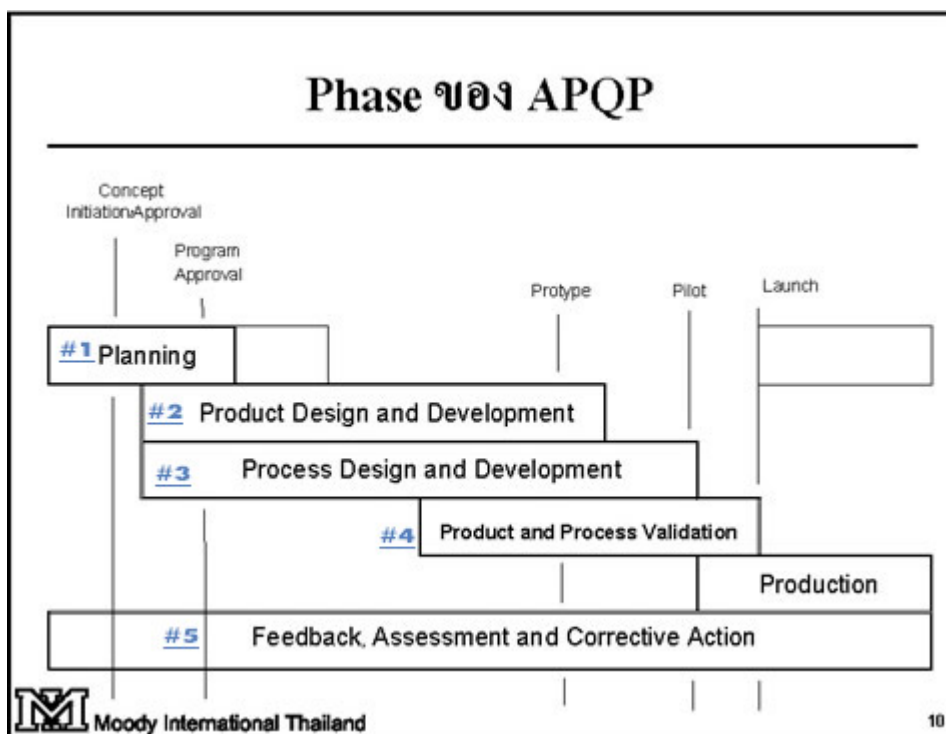 Phase ของ APQP
Concept
Initiation/Approval
Program
Approval
Protype
Pilot
Launch
#1 Planning
#2 Product Design and Development
#3 Process Design and Development
#4 Product and Process Validation
Production
#5 Feedback, Assessment and Corrective Action
Moody International Thailand
10